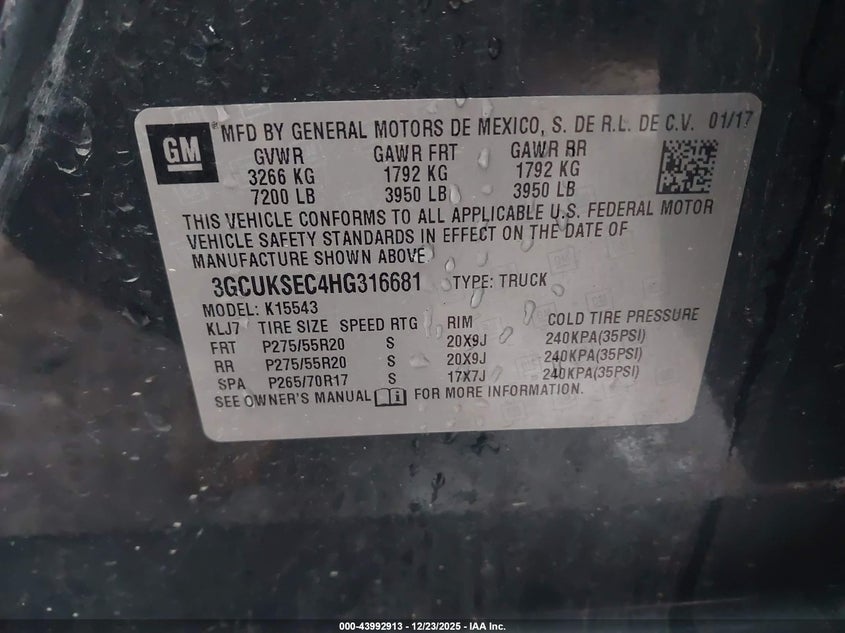 GM ® MFD BY GENERAL MOTORS DE MEXICO, S. DE R.L. DE C.V. 01/17
GVWR GAWR FRT GAWR RR
3266 KG 1792 KG 1792 KG
7200 LB 3950 LB 3950 LB
THIS VEHICLE CONFORMS TO ALL APPLICABLE U.S. FEDERAL MOTOR
VEHICLE SAFETY STANDARDS IN EFFECT ON THE DATE OF
MANUFACTURE SHOWN ABOVE.
3GCUKSEC4HG316681 TYPE: TRUCK
MODEL: K15543
KLJ7 TIRE SIZE SPEED RTG RIM COLD TIRE PRESSURE
FRT P275/55R20 S 20X9J 240KPA(35PSI)
RR P275/55R20 S 20X9J 240KPA(35PSI)
SPA P265/70R17 S 17X7J 240KPA(35PSI)
SEE OWNER'S MANUAL i FOR MORE INFORMATION.
000-43992913 - 12/23/2025 - IAA Inc.